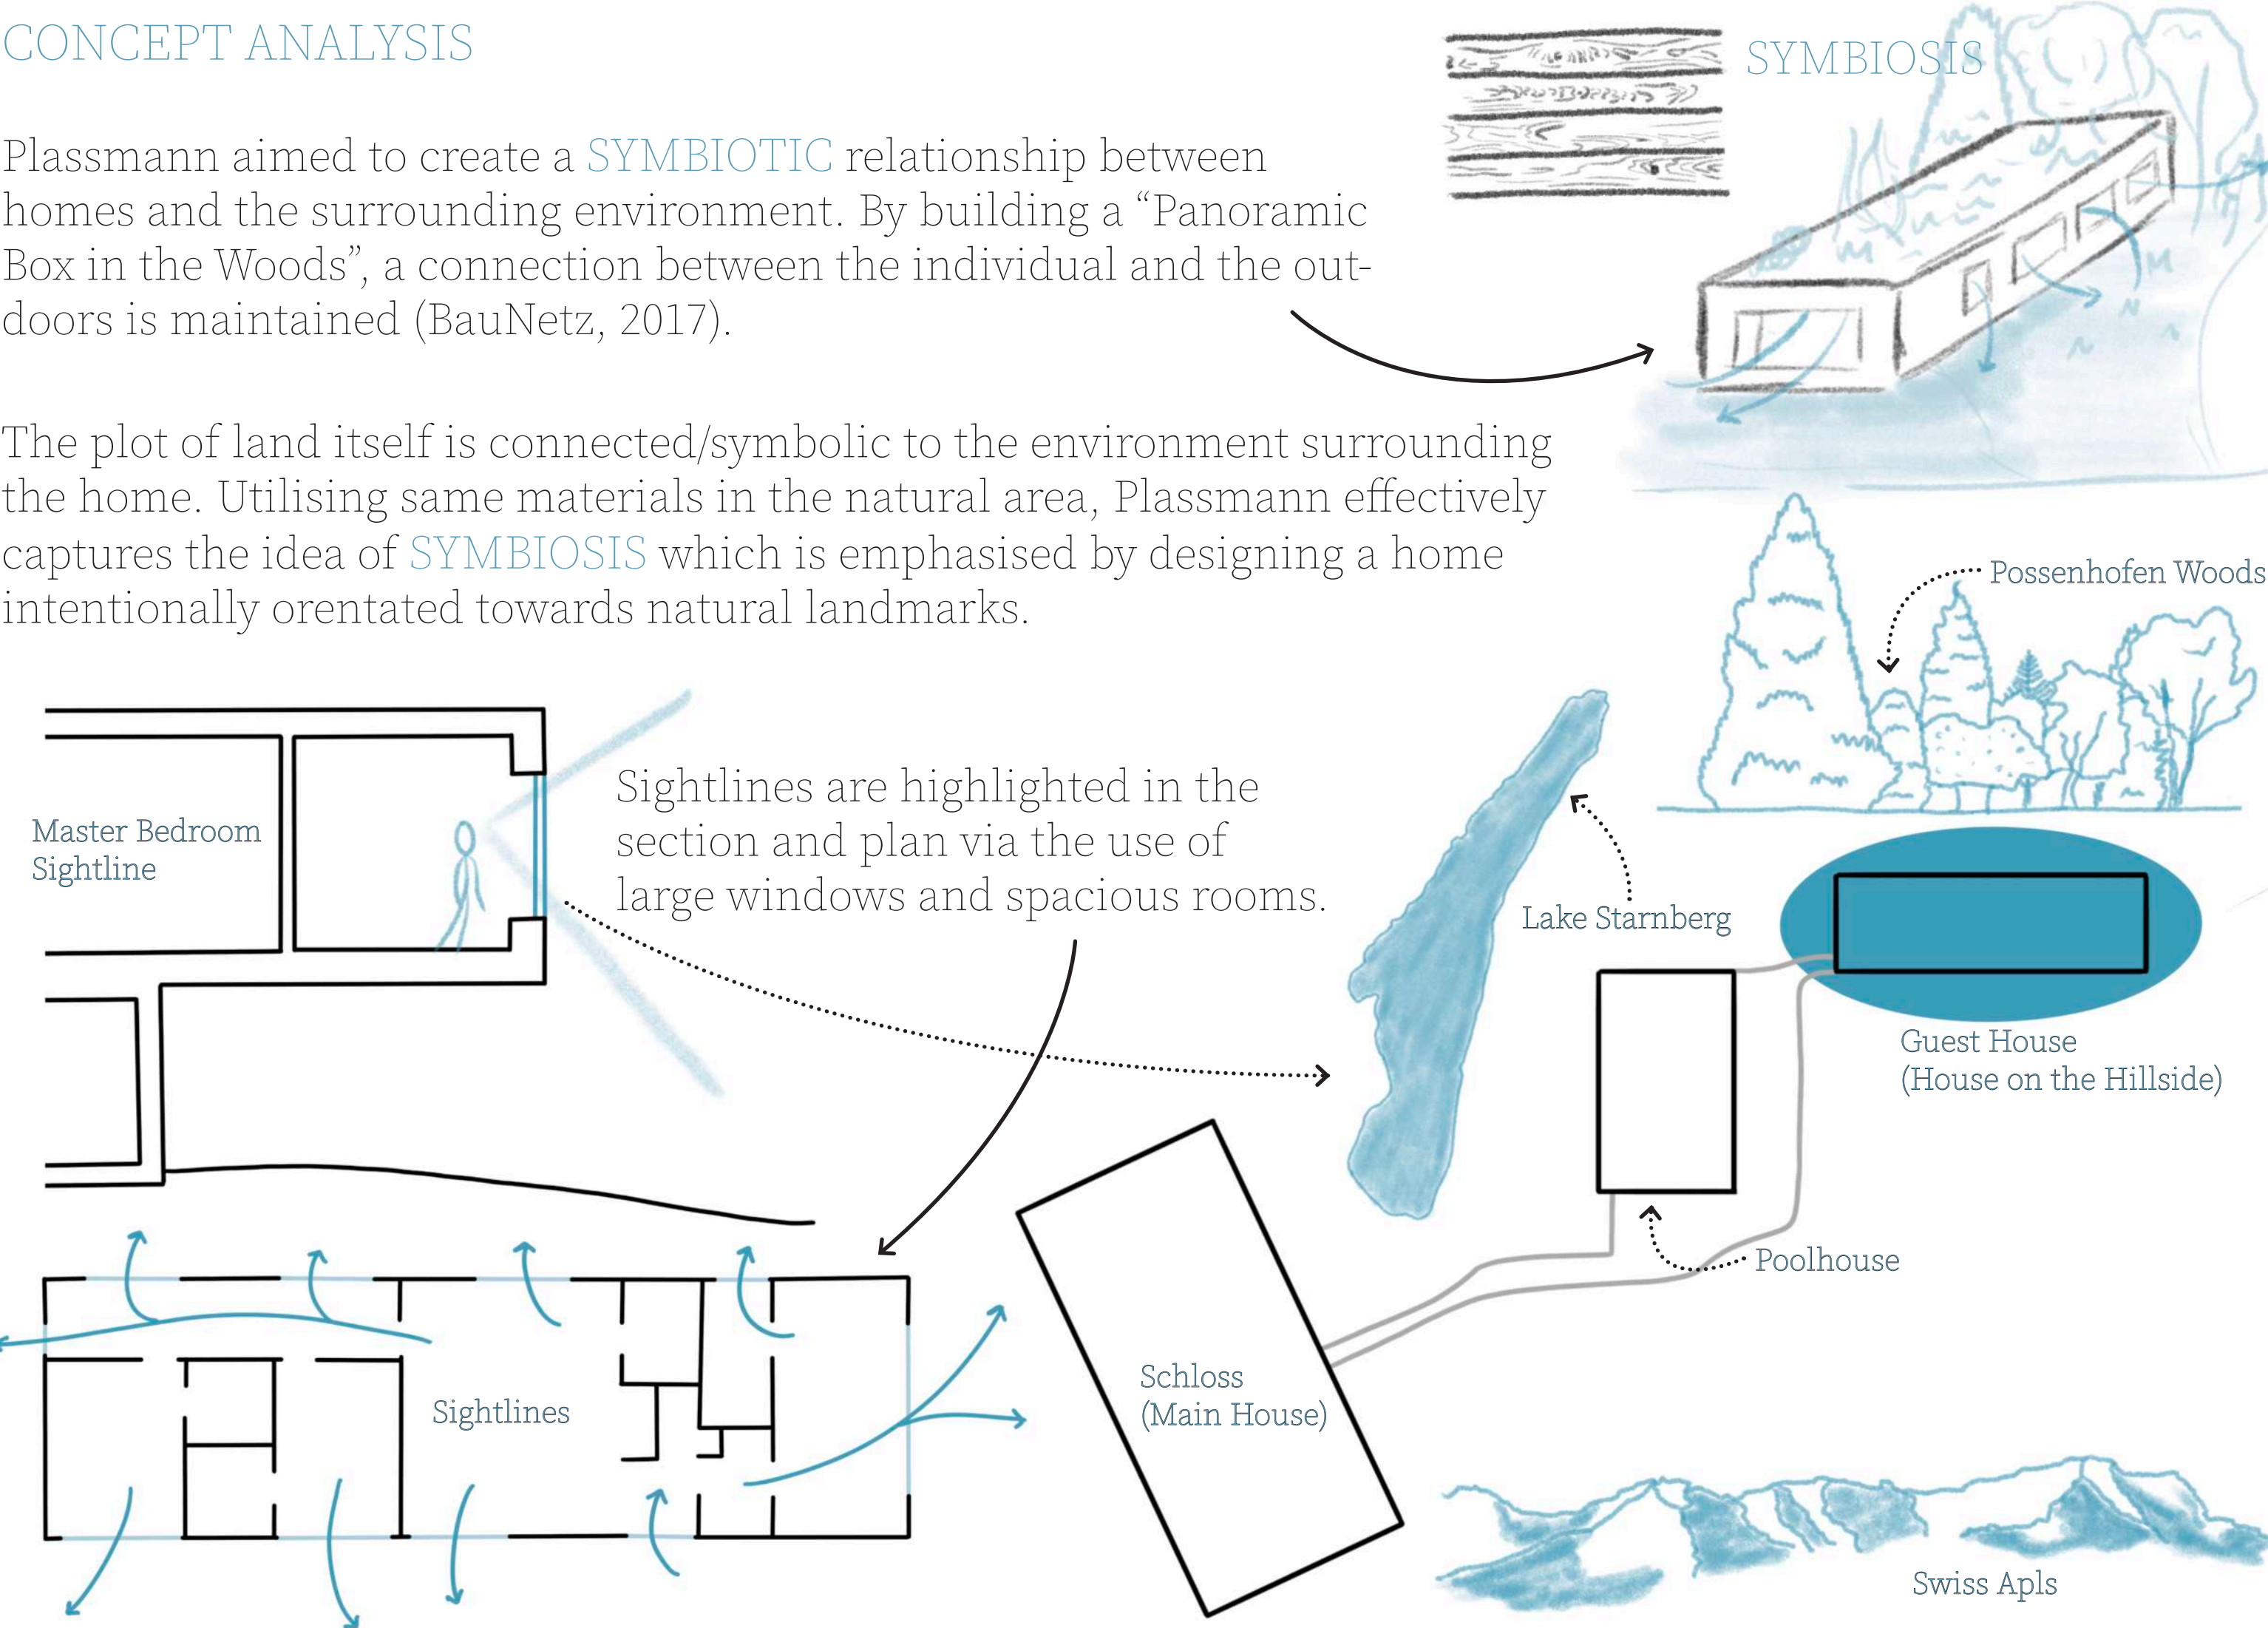 CONCEPT ANALYSIS
SYMBIOSIS
Plassmann aimed to create a SYMBIOTIC relationship between
homes and the surrounding environment. By building a “Panoramic
Box in the Woods”, a connection between the individual and the out-
doors is maintained (BauNetz, 2017).
The plot of land itself is connected/symbolic to the environment surrounding
the home. Utilising same materials in the natural area, Plassmann effectively
captures the idea of SYMBIOSIS which is emphasised by designing a home
intentionally orentated towards natural landmarks.
Possenhofen Woods
Master Bedroom
Sightline
Sightlines are highlighted in the
section and plan via the use of
large windows and spacious rooms.
Lake Starnberg
Guest House
(House on the Hillside)
Poolhouse
Schloss
(Main House)
Sightlines
Swiss Apls